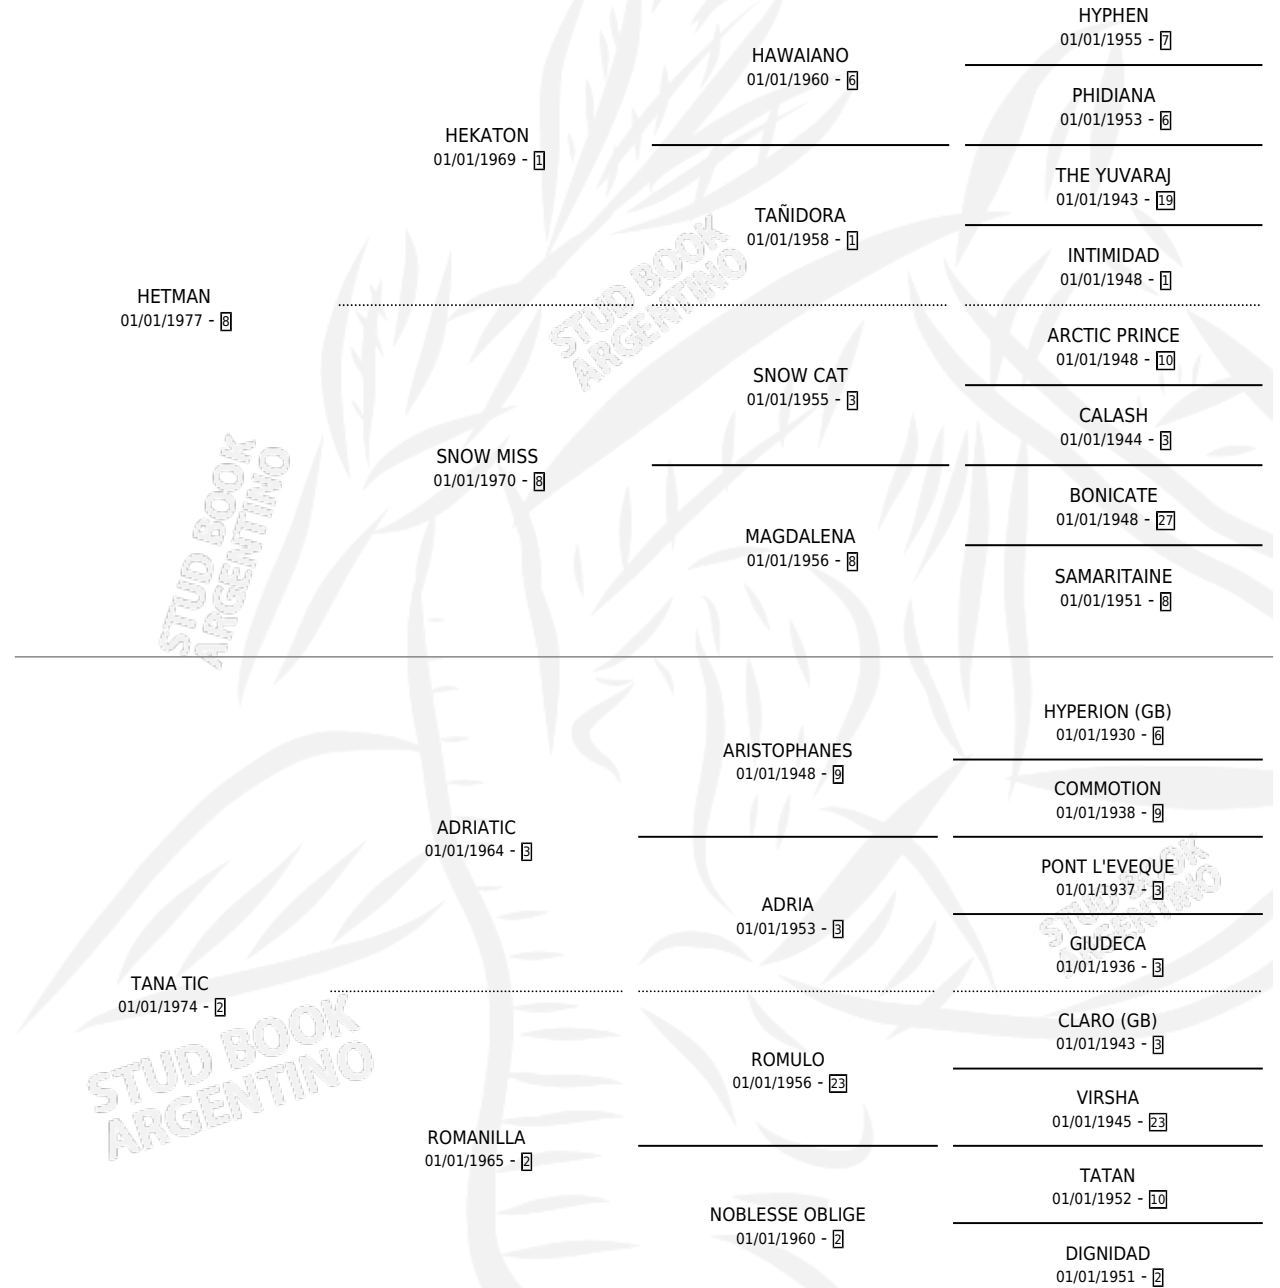 HYPHEN
01/01/1955 - 7
HAWAIANO
01/01/1960 - 6
PHIDIANA
01/01/1953 - 6
HEKATON
01/01/1969 - 1
THE YUVARAJ
01/01/1943 - 19
TAÑIDORA
01/01/1958 - 1
INTIMIDAD
01/01/1948 - 1
HETMAN
01/01/1977 - 8
ARCTIC PRINCE
01/01/1948 - 10
SNOW CAT
01/01/1955 - 3
CALASH
01/01/1944 - 3
SNOW MISS
01/01/1970 - 8
BONICATE
01/01/1948 - 27
MAGDALENA
01/01/1956 - 8
SAMARITAINE
01/01/1951 - 8
STUD BOOK
ARGENTINO
STUD BOOK
ARGENTINO
HYPERION (GB)
01/01/1930 - 6
ARISTOPHANES
01/01/1948 - 9
COMMOTION
01/01/1938 - 9
ADRIATIC
01/01/1964 - 3
PONT L'EVEQUE
01/01/1937 - 3
ADRIA
01/01/1953 - 3
GIUDECA
01/01/1936 - 3
TANA TIC
01/01/1974 - 2
CLARO (GB)
01/01/1943 - 3
ROMULO
01/01/1956 - 23
VIRSHA
01/01/1945 - 23
ROMANILLA
01/01/1965 - 2
TATAN
01/01/1952 - 10
NOBLESSE OBLIGE
01/01/1960 - 2
DIGNIDAD
01/01/1951 - 2
STUD BOOK
ARGENTINO
STUD BOOK
ARGENTINO